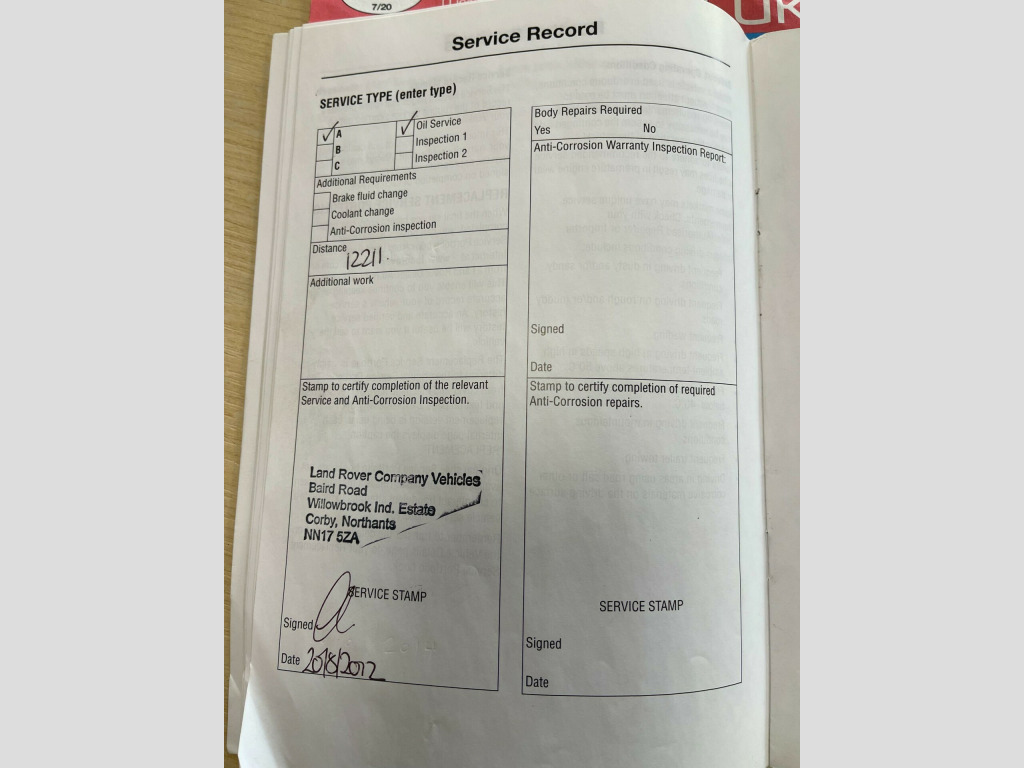 7/20
UK
Service Record
SERVICE TYPE (enter type)
A
Oil Service
B
Inspection 1
C
Inspection 2
Additional Requirements
Brake fluid change
Coolant change
Anti-Corrosion inspection
Distance
12211.
Additional work
Stamp to certify completion of the relevant
Service and Anti-Corrosion Inspection.
Land Rover Company Vehicles
Baird Road
Willowbrook Ind. Estate
Corby, Northants
NN17 5ZA
SERVICE STAMP
Signed
Date 20/8/2012
Body Repairs Required
Yes No
Anti-Corrosion Warranty Inspection Report:
Signed
Date
Stamp to certify completion of required
Anti-Corrosion repairs.
SERVICE STAMP
Signed
Date